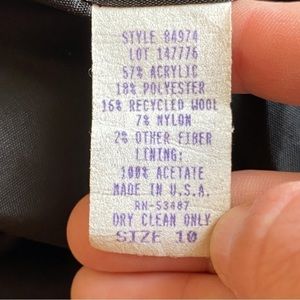 STYLE 84974
LOT 147776
57% ACRYLIC
18% POLYESTER
16% RECYCLED WOOL
7% NYLON
2% OTHER FIBER
LINING:
100% ACETATE
MADE IN U.S.A.
RN-53487
DRY CLEAN ONLY
SIZE 10